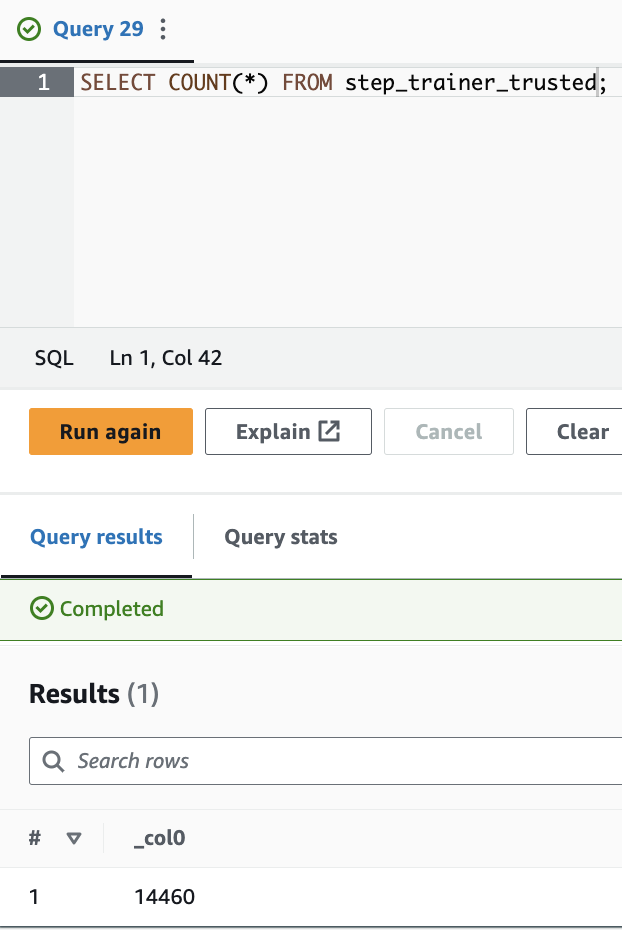 Query 29
1 SELECT COUNT(*) FROM step_trainer_trusted;
SQL Ln 1, Col 42
Run again Explain Cancel Clear
Query results Query stats
Completed
Results (1)
Search rows
# _col0
1 14460